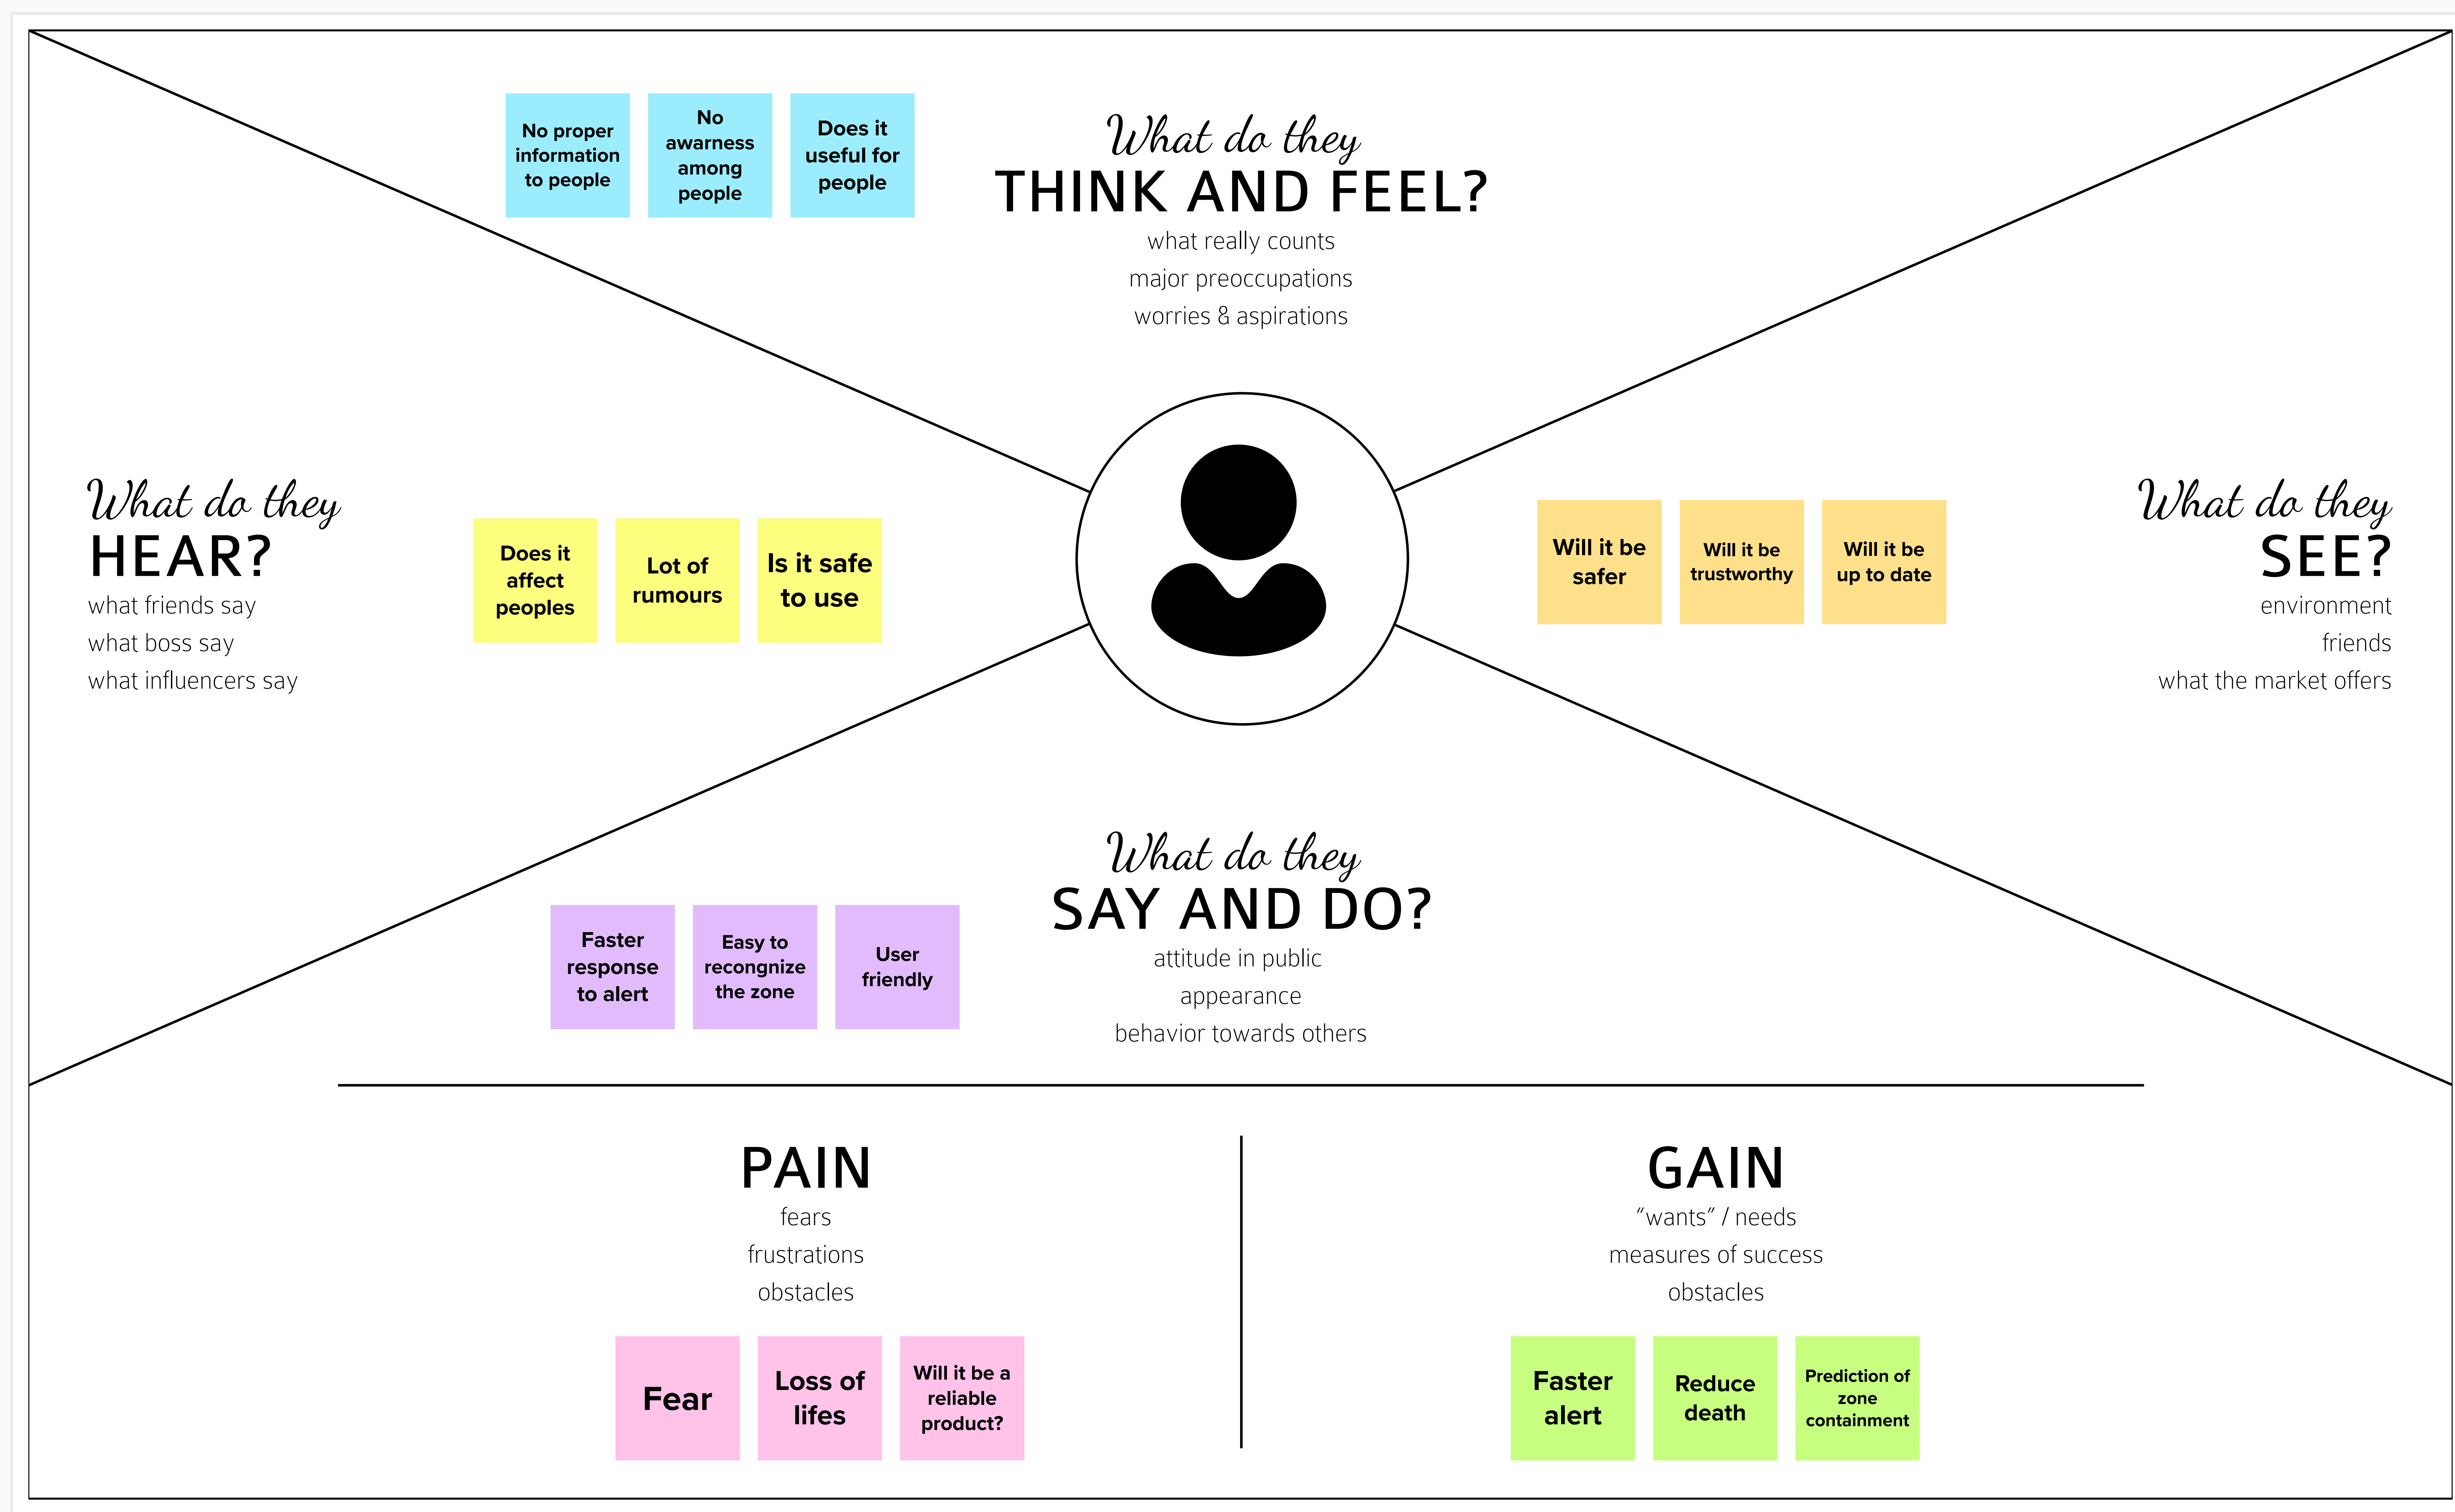 No proper
information
to people
No
awarness
among
people
Does it
useful for
people
What do they
THINK AND FEEL?
what really counts
major preoccupations
worries & aspirations
What do they
HEAR?
what friends say
what boss say
what influencers say
Does it
affect
peoples
Lot of
rumours
Is it safe
to use
Will it be
safer
Will it be
trustworthy
Will it be
up to date
What do they
SEE?
environment
friends
what the market offers
What do they
SAY AND DO?
attitude in public
appearance
behavior towards others
Faster
response
to alert
Easy to
recongnize
the zone
User
friendly
PAIN
fears
frustrations
obstacles
Fear
Loss of
lifes
Will it be a
reliable
product?
GAIN
“wants” / needs
measures of success
obstacles
Faster
alert
Reduce
death
Prediction of
zone
containment